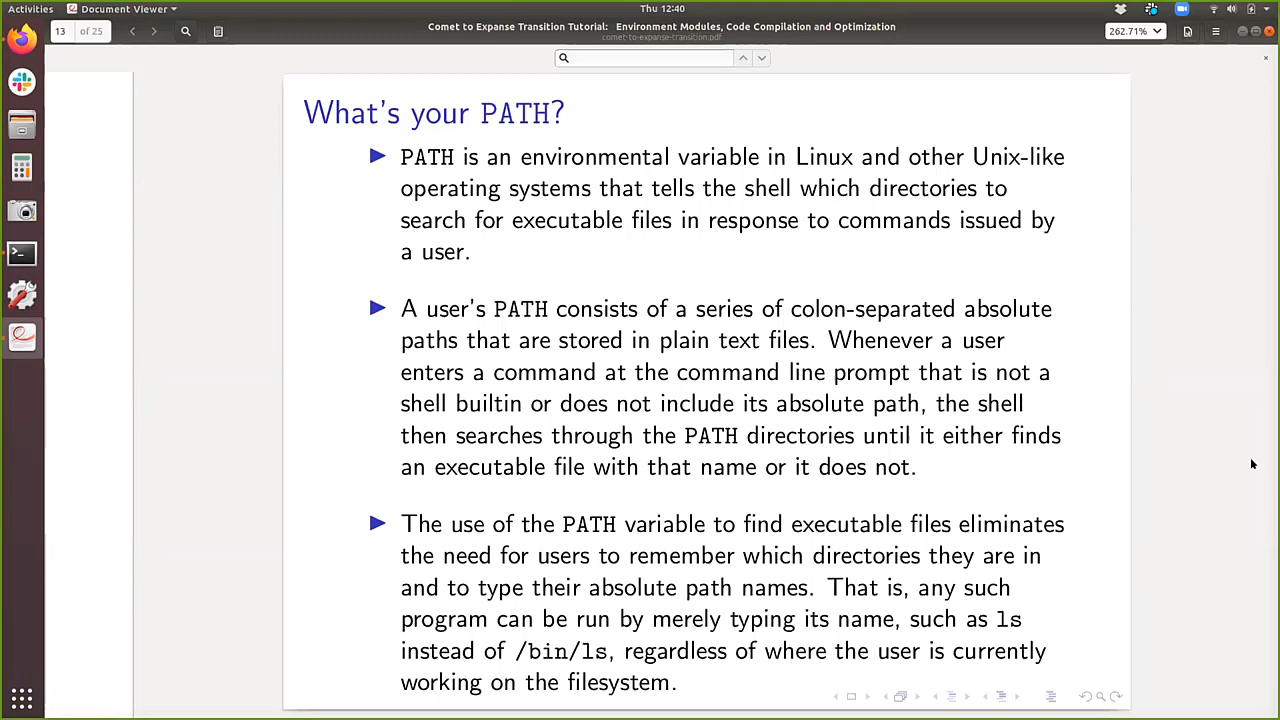 Activities
Document Viewer
Thu 12:40
13 of 25
Comet to Expanse Transition Tutorial: Environment Modules, Code Compilation and Optimization
comet-to-expanse-transition.pdf
262.71%
What's your PATH?
PATH is an environmental variable in Linux and other Unix-like
operating systems that tells the shell which directories to
search for executable files in response to commands issued by
a user.
A user's PATH consists of a series of colon-separated absolute
paths that are stored in plain text files. Whenever a user
enters a command at the command line prompt that is not a
shell builtin or does not include its absolute path, the shell
then searches through the PATH directories until it either finds
an executable file with that name or it does not.
The use of the PATH variable to find executable files eliminates
the need for users to remember which directories they are in
and to type their absolute path names. That is, any such
program can be run by merely typing its name, such as ls
instead of /bin/ls, regardless of where the user is currently
working on the filesystem.